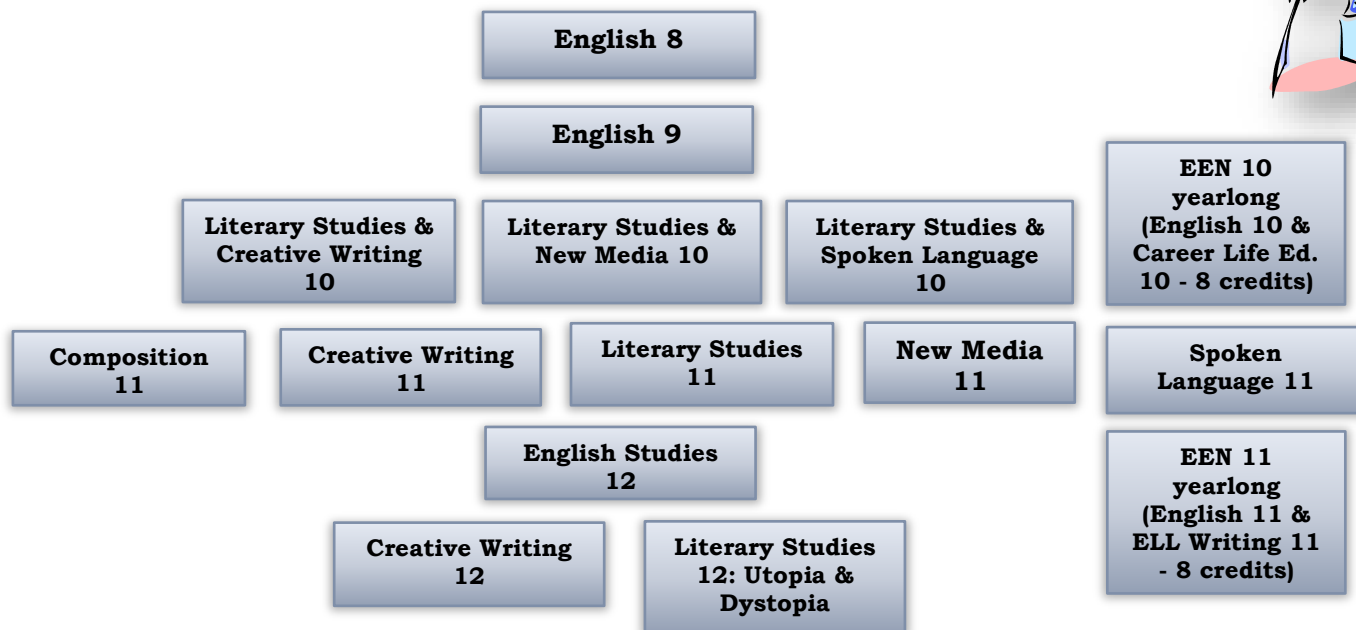 English 8
English 9
Literary Studies &
Creative Writing
10
Literary Studies &
New Media 10
Literary Studies &
Spoken Language
10
EEN 10
yearlong
(English 10 &
Career Life Ed.
10 - 8 credits)
Composition
11
Creative Writing
11
Literary Studies
11
New Media
11
Spoken
Language 11
English Studies
12
EEN 11
yearlong
(English 11 &
ELL Writing 11
- 8 credits)
Creative Writing
12
Literary Studies
12: Utopia &
Dystopia